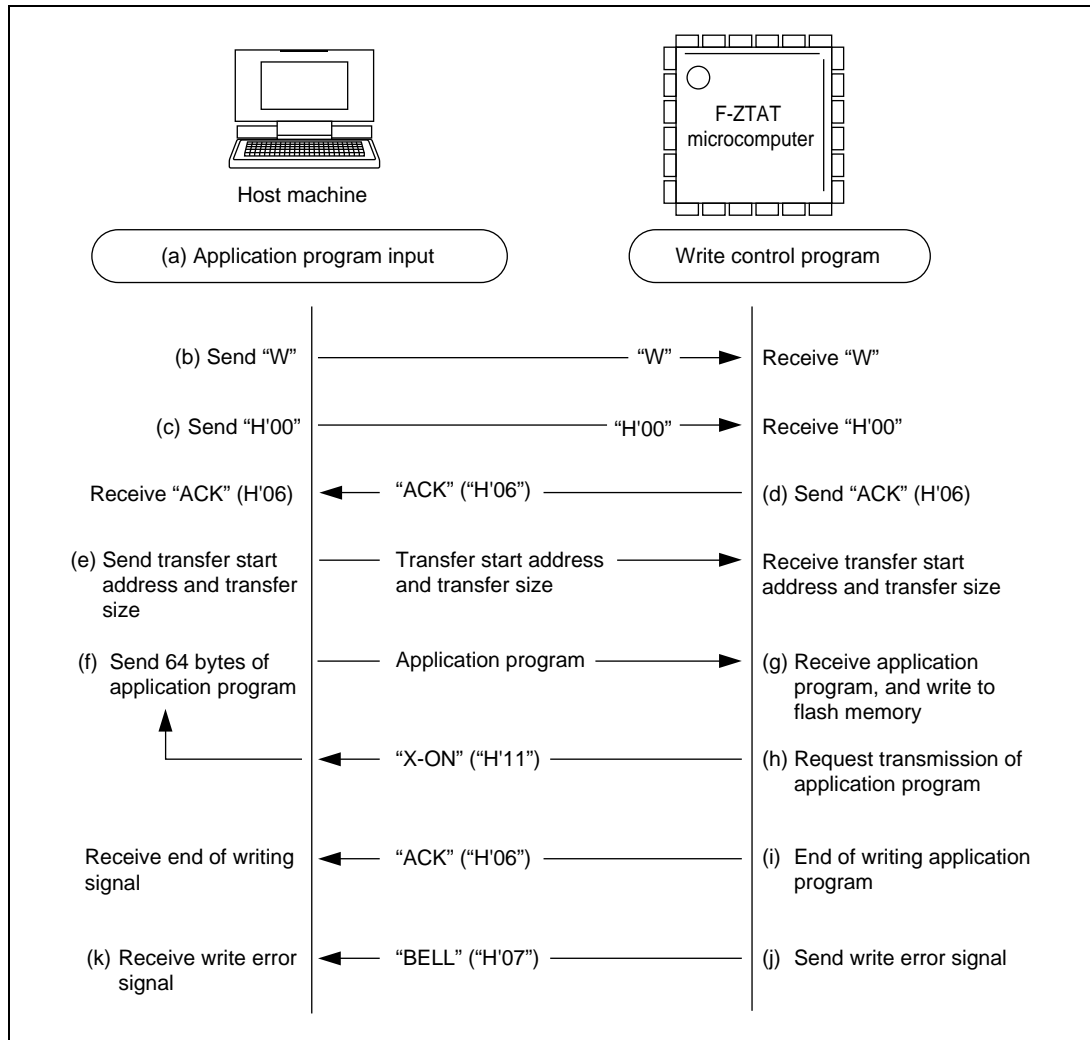 F-ZTAT
microcomputer
Host machine
(a) Application program input
Write control program
(b) Send “W”
“W”
Receive “W”
(c) Send “H'00”
“H'00”
Receive “H'00”
Receive “ACK” (H'06)
“ACK” (“H'06”)
(d) Send “ACK” (H'06)
(e) Send transfer start
address and transfer
size
Transfer start address
and transfer size
Receive transfer start
address and transfer size
(f) Send 64 bytes of
application program
Application program
(g) Receive application
program, and write to
flash memory
“X-ON” (“H'11”)
(h) Request transmission of
application program
Receive end of writing
signal
“ACK” (“H'06”)
(i) End of writing application
program
(k) Receive write error
signal
“BELL” (“H'07”)
(j) Send write error signal